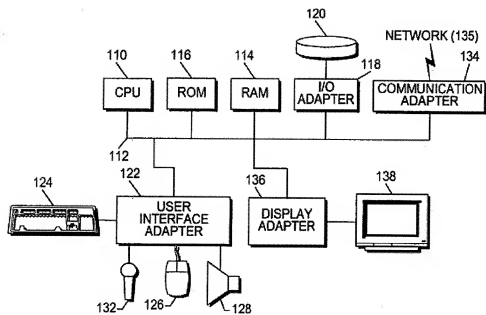 120
110
116
114
118
NETWORK (135)
134
CPU
ROM
RAM
I/O
ADAPTER
COMMUNICATION
ADAPTER
112
124
122
136
138
USER
INTERFACE
ADAPTER
DISPLAY
ADAPTER
132
126
128